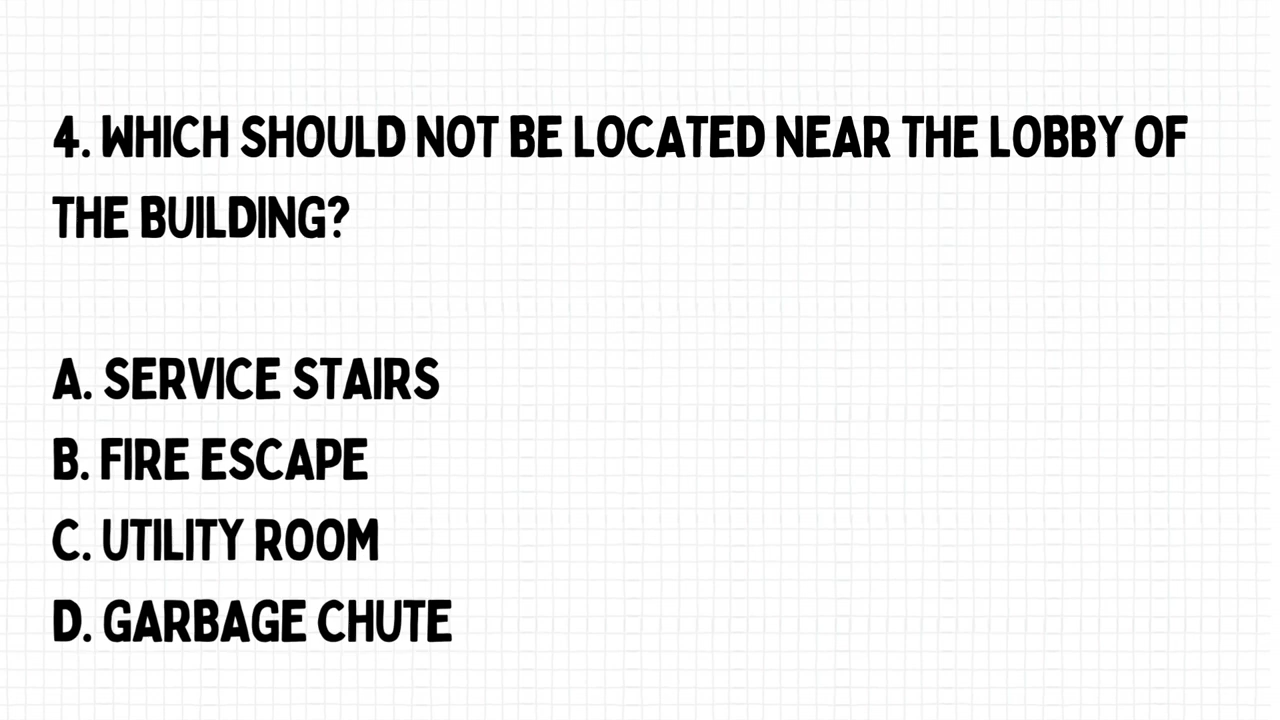 4. WHICH SHOULD NOT BE LOCATED NEAR THE LOBBY OF
THE BUILDING?
A. SERVICE STAIRS
B. FIRE ESCAPE
C. UTILITY ROOM
D. GARBAGE CHUTE